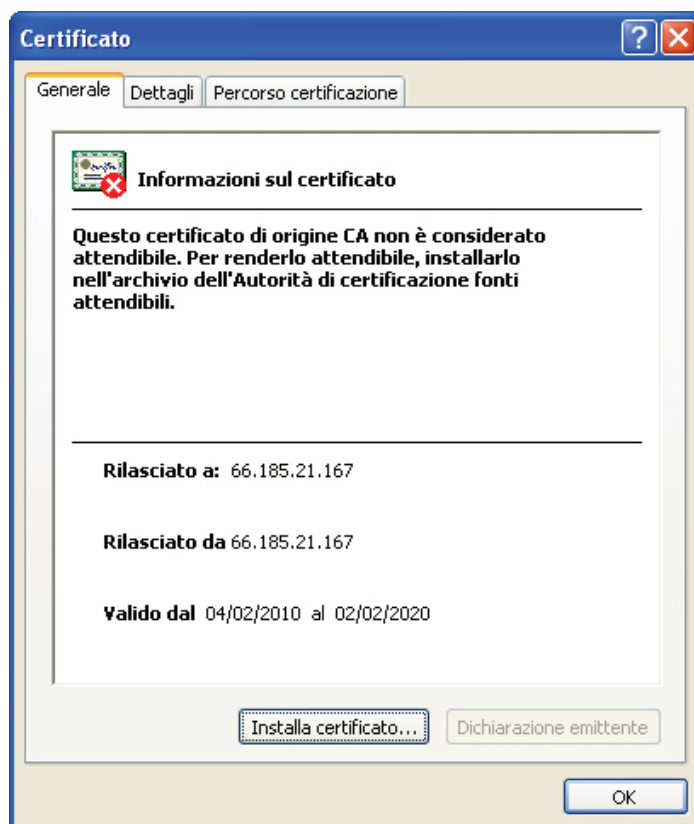 Certificato
Generale Dettagli Percorso certificazione
Informazioni sul certificato
Questo certificato di origine CA non è considerato
attendibile. Per renderlo attendibile, installarlo
nell'archivio dell'Autorità di certificazione fonti
attendibili.
Rilasciato a: 66.185.21.167
Rilasciato da 66.185.21.167
Valido dal 04/02/2010 al 02/02/2020
Installa certificato... Dichiarazione emittente
OK